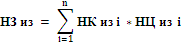 НЗ из = n∑i=1 НК из i * НЦ из i